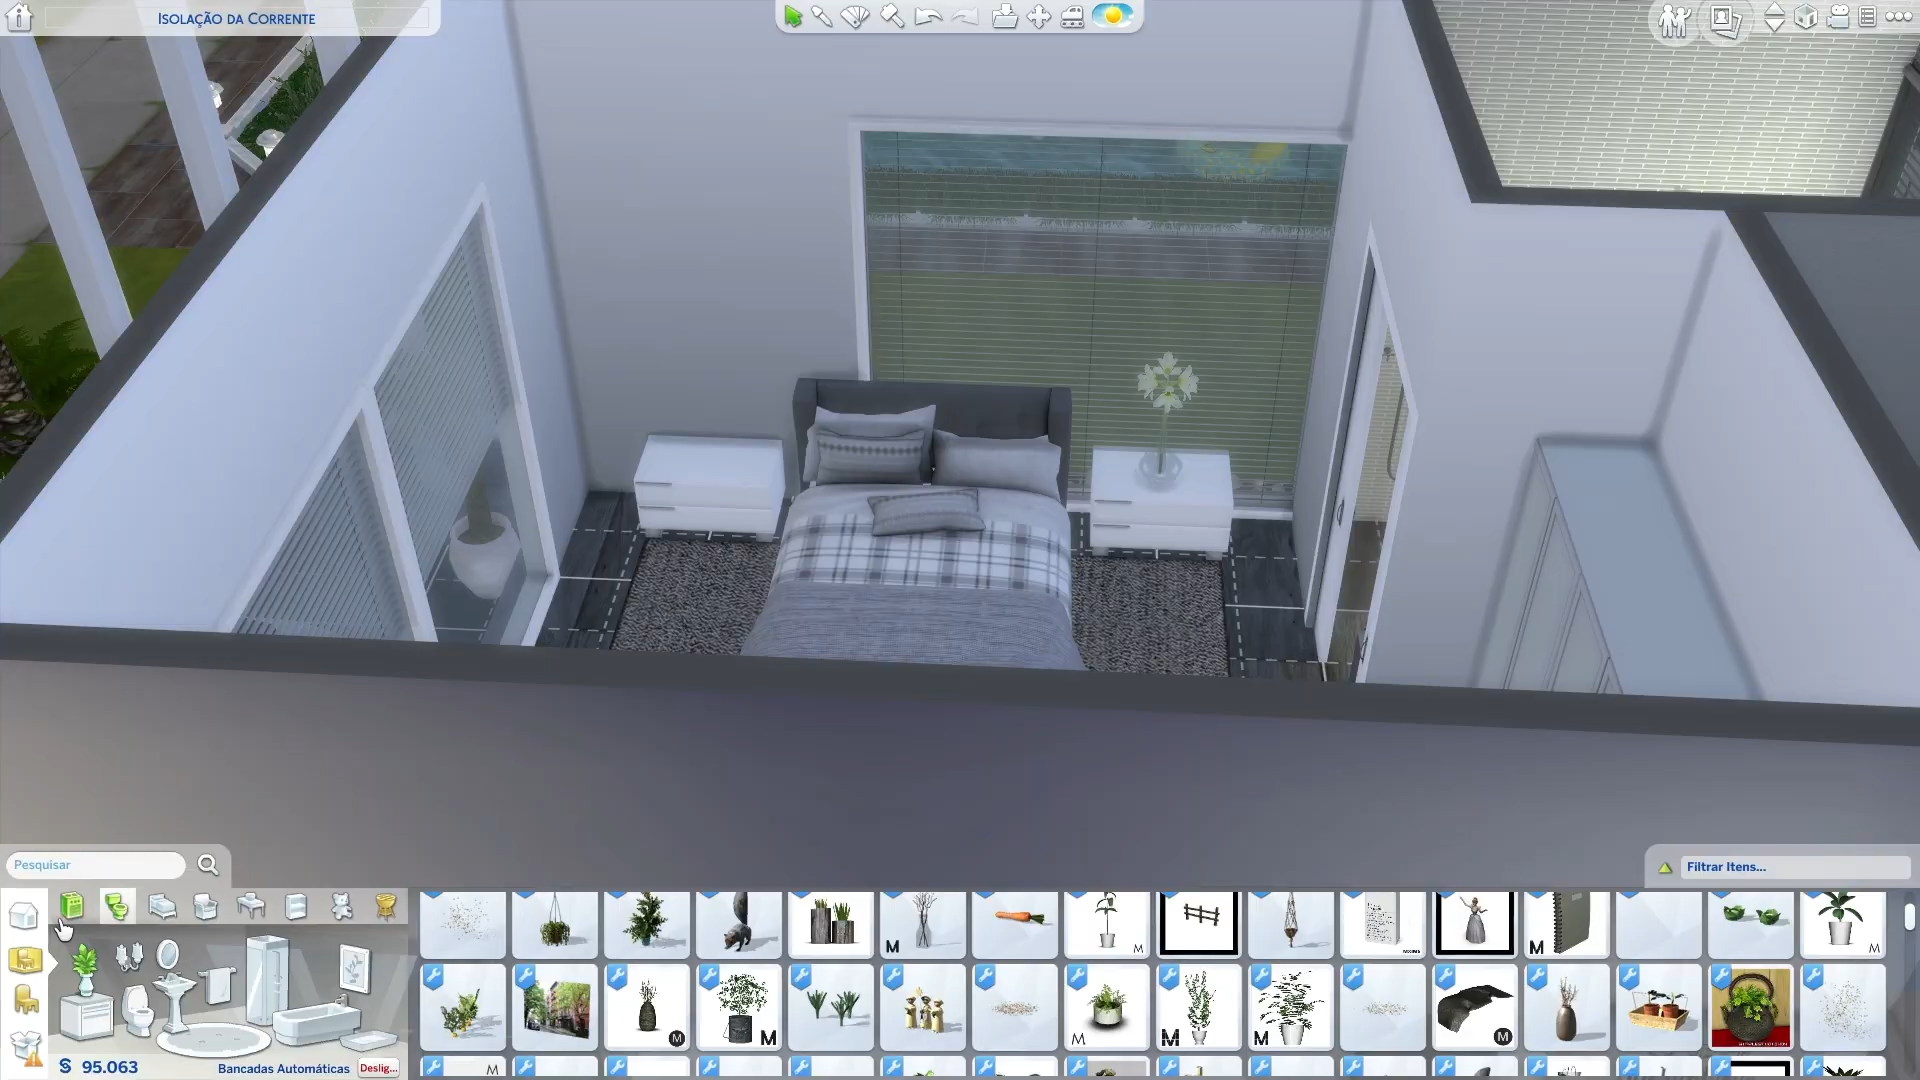 Isolação da Corrente
Pesquisar
Filtrar Itens...
M
M
M
M
M
M
M
M
M
M
M
95.063
Bancadas Automáticas
Deslig...
M